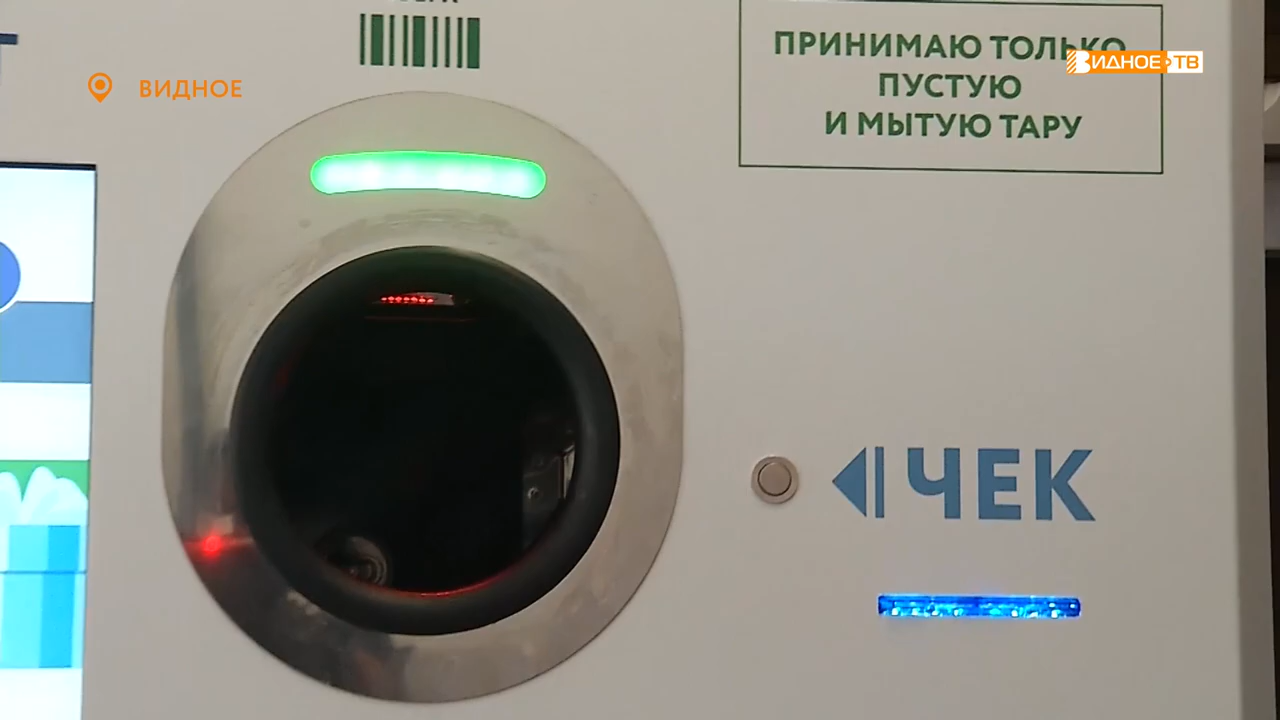 ПРИНИМАЮ ТОЛЬКО
ПУСТУЮ
И МЫТУЮ ТАРУ
ВИДНОЕ ТВ
ВИДНОЕ
ЧЕК